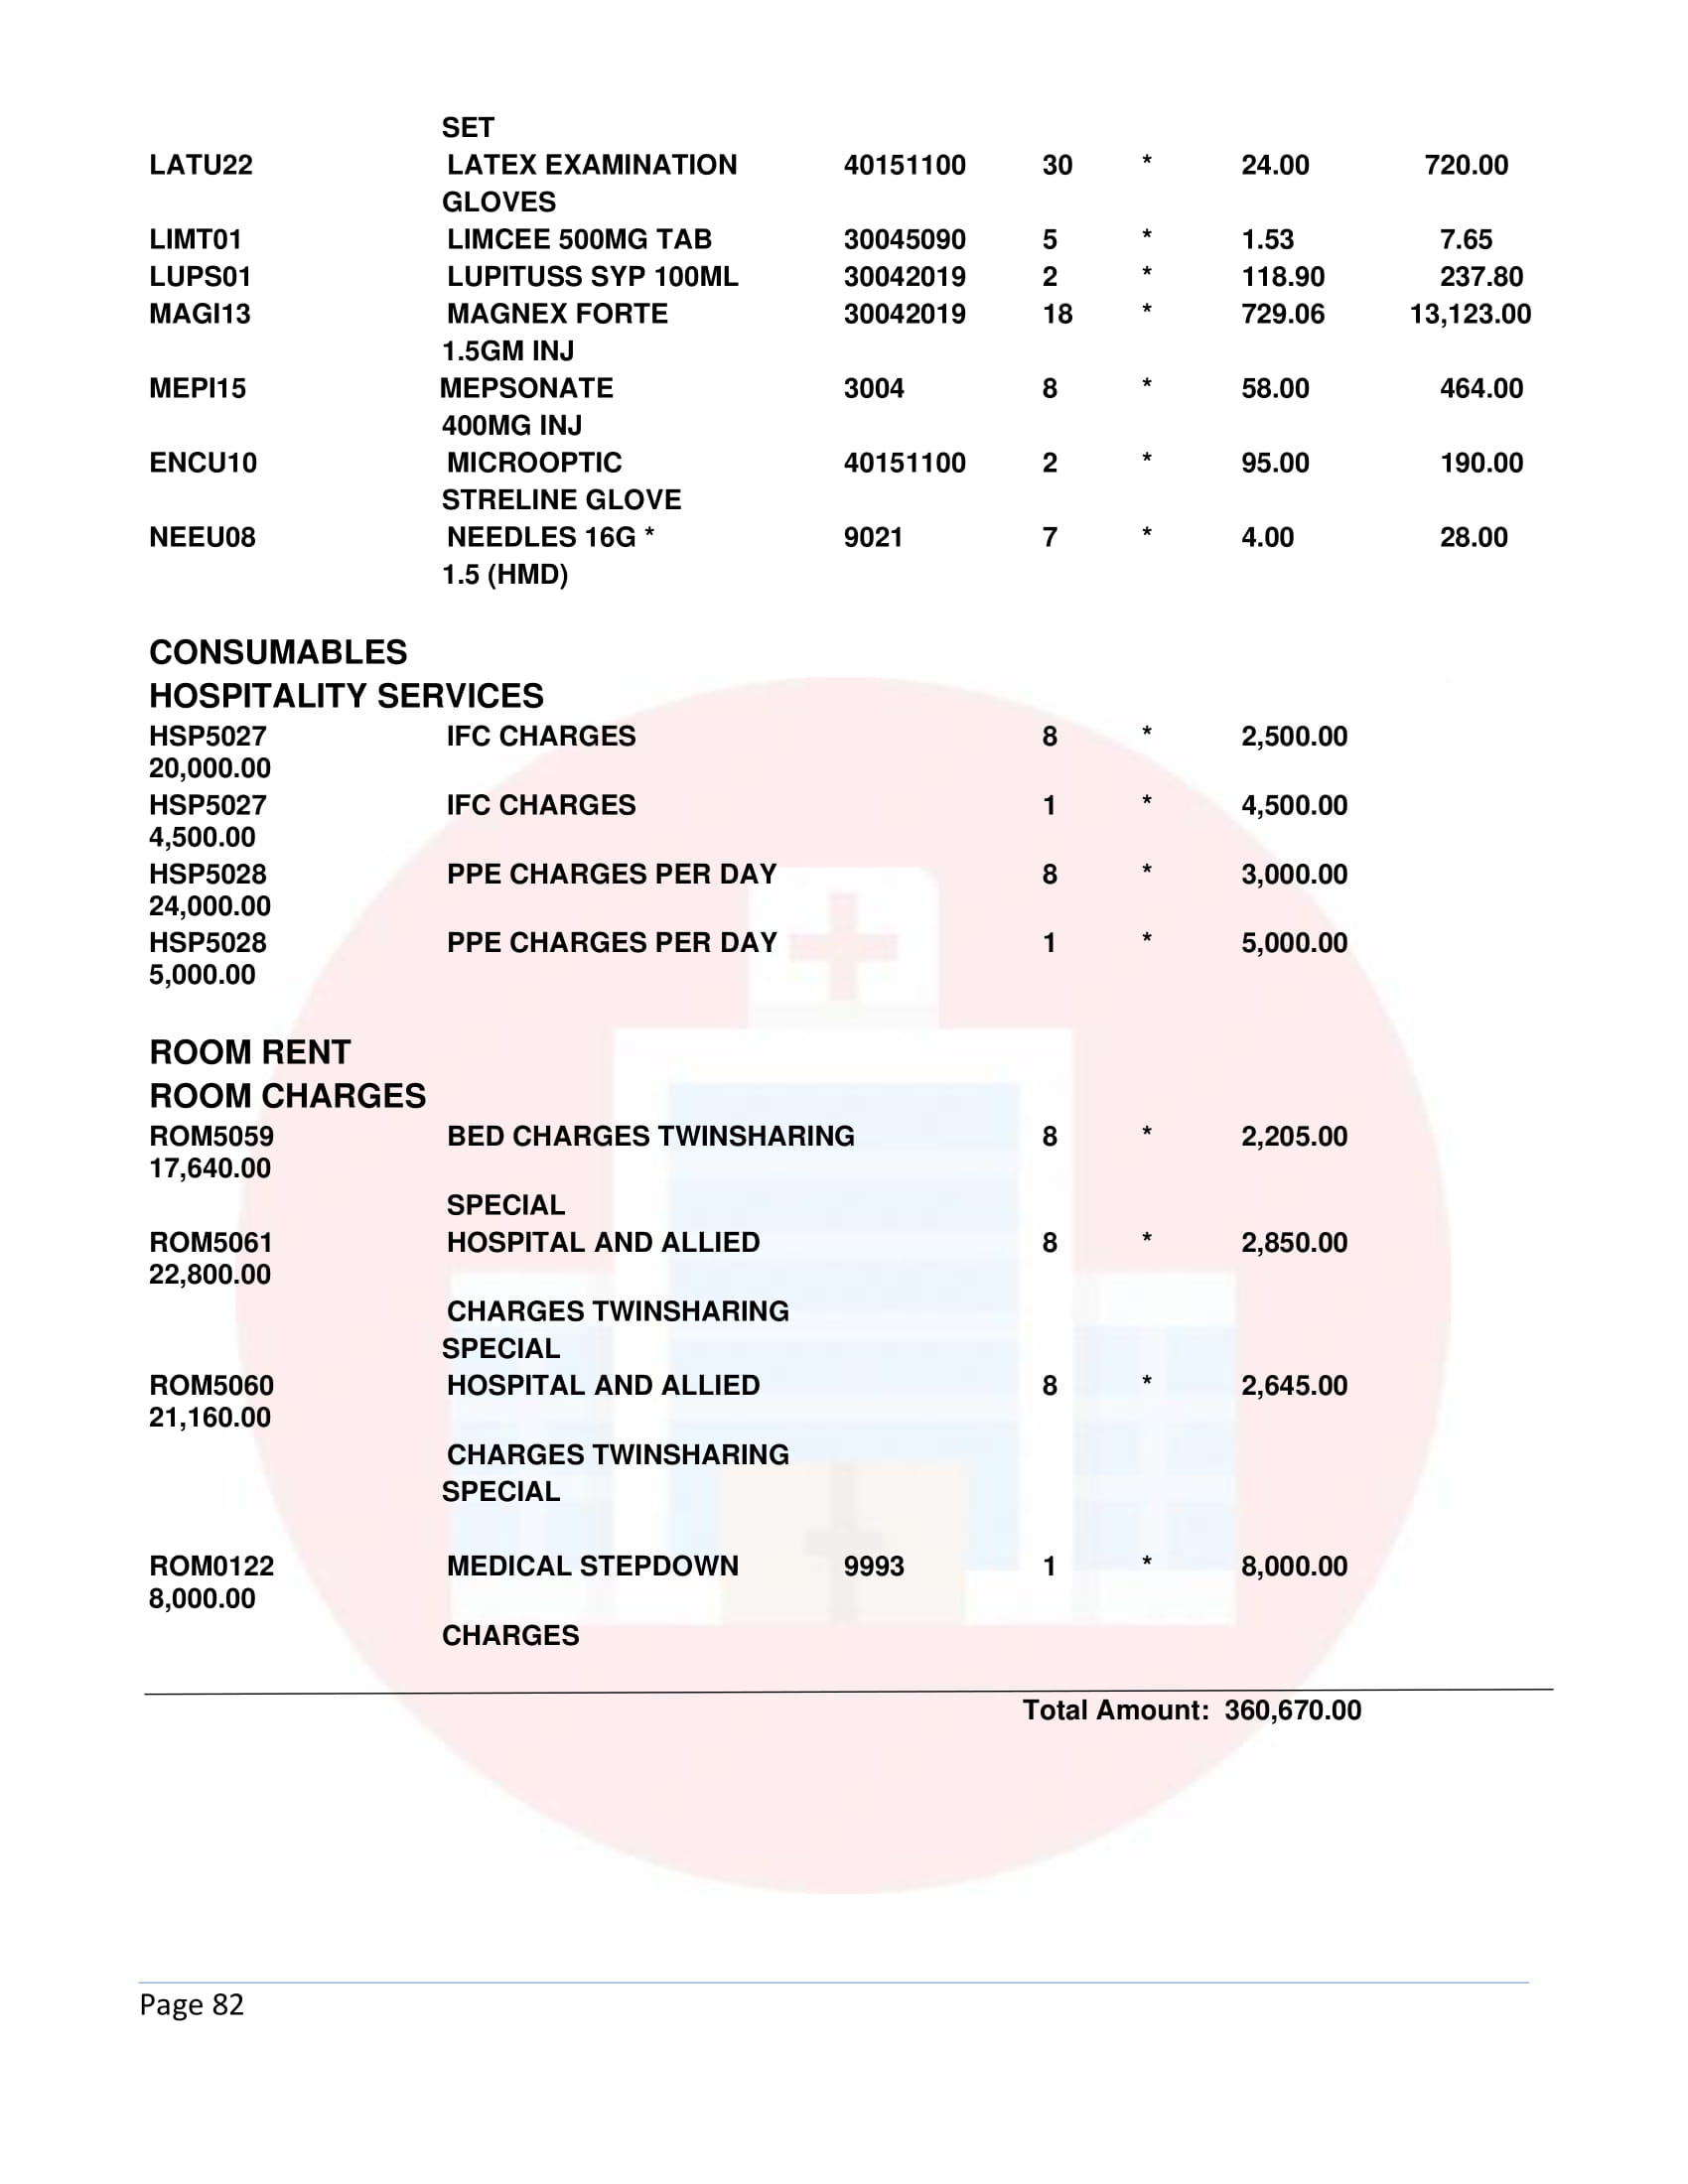 SET
LATU22 LATEX EXAMINATION 40151100 30 * 24.00 720.00
GLOVES
LIMT01 LIMCEE 500MG TAB 30045090 5 * 1.53 7.65
LUPS01 LUPITUSS SYP 100ML 30042019 2 * 118.90 237.80
MAGI13 MAGNEX FORTE 30042019 18 * 729.06 13,123.00
1.5GM INJ
MEPI15 MEPSONATE 3004 8 * 58.00 464.00
400MG INJ
ENCU10 MICROOPTIC 40151100 2 * 95.00 190.00
STRELINE GLOVE
NEEU08 NEEDLES 16G * 9021 7 * 4.00 28.00
1.5 (HMD)
CONSUMABLES
HOSPITALITY SERVICES
HSP5027 IFC CHARGES 8 * 2,500.00
20,000.00
HSP5027 IFC CHARGES 1 * 4,500.00
4,500.00
HSP5028 PPE CHARGES PER DAY 8 * 3,000.00
24,000.00
HSP5028 PPE CHARGES PER DAY 1 * 5,000.00
5,000.00
ROOM RENT
ROOM CHARGES
ROM5059 BED CHARGES TWINSHARING 8 * 2,205.00
17,640.00
SPECIAL
ROM5061 HOSPITAL AND ALLIED 8 * 2,850.00
22,800.00
CHARGES TWINSHARING
SPECIAL
ROM5060 HOSPITAL AND ALLIED 8 * 2,645.00
21,160.00
CHARGES TWINSHARING
SPECIAL
ROM0122 MEDICAL STEPDOWN 9993 1 * 8,000.00
8,000.00
CHARGES
Total Amount: 360,670.00
Page 82